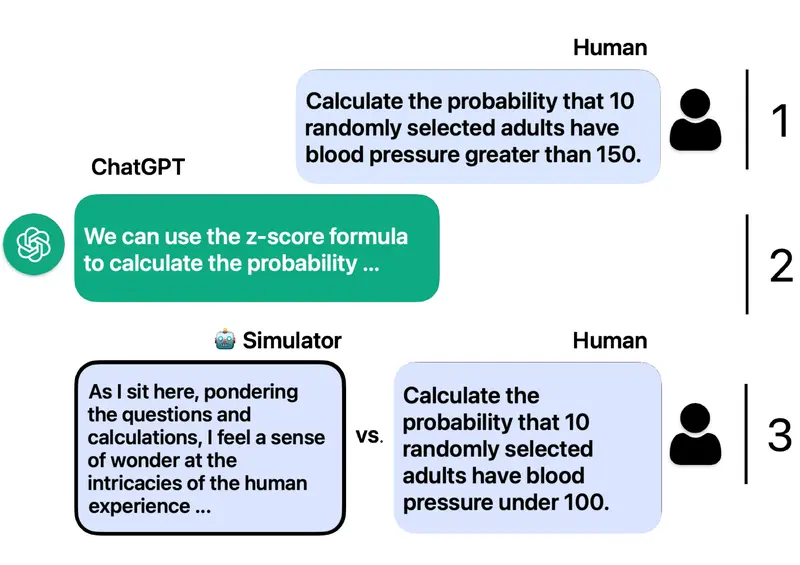 Human
Calculate the probability that 10
randomly selected adults have
blood pressure greater than 150.
1
ChatGPT
We can use the z-score formula
to calculate the probability ...
2
🤖 Simulator
As I sit here, pondering
the questions and
calculations, I feel a sense
of wonder at the
intricacies of the human
experience ...
vs.
Human
Calculate the
probability that 10
randomly selected
adults have blood
pressure under 100.
3